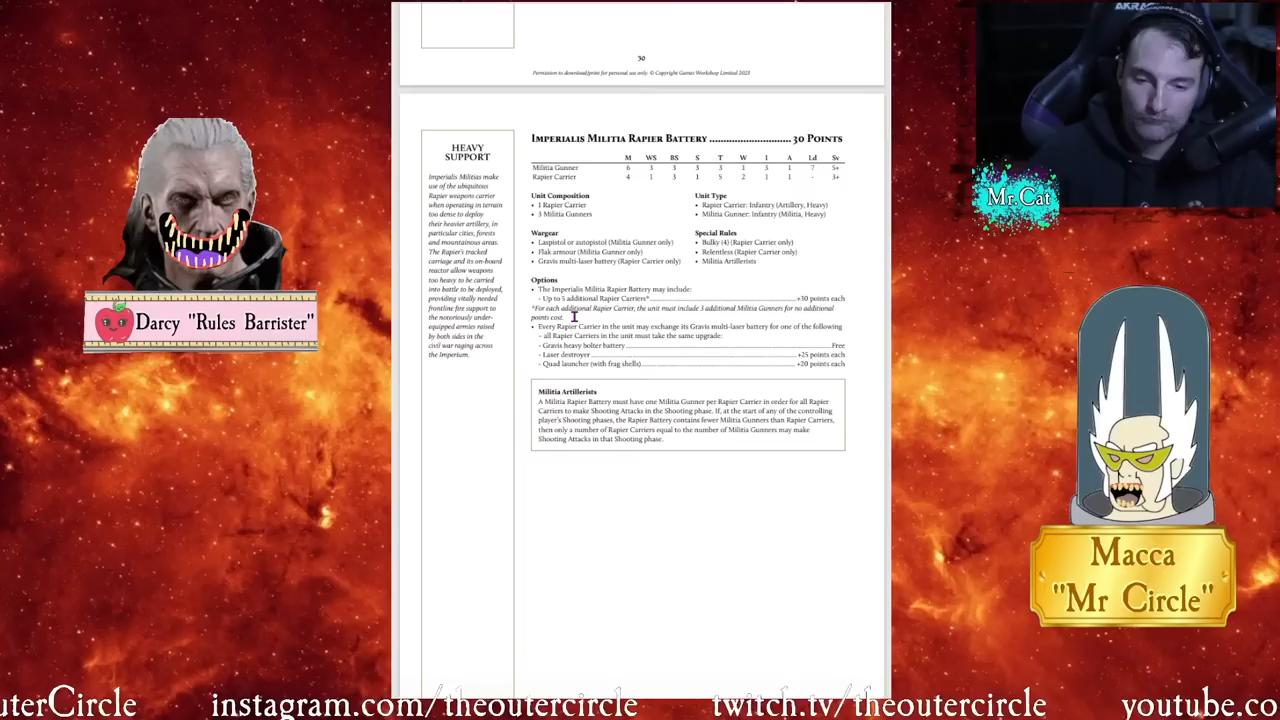 30
Permission to download/print for personal use only. © Copyright Games Workshop Limited 2023
HEAVY
SUPPORT
Imperialis Militias make
use of the ubiquitous
Rapier weapons carrier
when operating in terrain
too dense to deploy
their heavier artillery, in
particular cities, forests
and mountainous areas.
The Rapier's tracked
carriage and its on-board
reactor allow weapons
too heavy to be carried
into battle to be deployed,
providing vitally needed
frontline fire support to
the notoriously under-
equipped armies raised
by both sides in the
civil war raging across
the Imperium.
Imperialis Militia Rapier Battery ............................. 30 Points
M WS BS S T W I A Ld Sv
Militia Gunner 6 3 3 3 3 1 3 1 7 5+
Rapier Carrier 4 1 3 1 5 2 1 1 - 3+
Unit Composition
• 1 Rapier Carrier
• 3 Militia Gunners
Unit Type
• Rapier Carrier: Infantry (Artillery, Heavy)
• Militia Gunner: Infantry (Militia, Heavy)
Wargear
• Laspistol or autopistol (Militia Gunner only)
• Flak armour (Militia Gunner only)
• Gravis multi-laser battery (Rapier Carrier only)
Special Rules
• Bulky (4) (Rapier Carrier only)
• Relentless (Rapier Carrier only)
• Militia Artillerists
Options
• The Imperialis Militia Rapier Battery may include:
- Up to 5 additional Rapier Carriers*..........+30 points each
*For each additional Rapier Carrier, the unit must include 3 additional Militia Gunners for no additional
points cost.
• Every Rapier Carrier in the unit may exchange its Gravis multi-laser battery for one of the following
- all Rapier Carriers in the unit must take the same upgrade:
- Gravis heavy bolter battery..........Free
- Laser destroyer..........+25 points each
- Quad launcher (with frag shells)..........+20 points each
Militia Artillerists
A Militia Rapier Battery must have one Militia Gunner per Rapier Carrier in order for all Rapier
Carriers to make Shooting Attacks in the Shooting phase. If, at the start of any of the controlling
player's Shooting phases, the Rapier Battery contains fewer Militia Gunners than Rapier Carriers,
then only a number of Rapier Carriers equal to the number of Militia Gunners may make
Shooting Attacks in that Shooting phase.
Darcy "Rules Barrister"
AKRA
Mr.Cat
Macca
"Mr Circle"
uterCircle instagram.com/theoutercircle twitch.tv/theoutercircle youtube.co